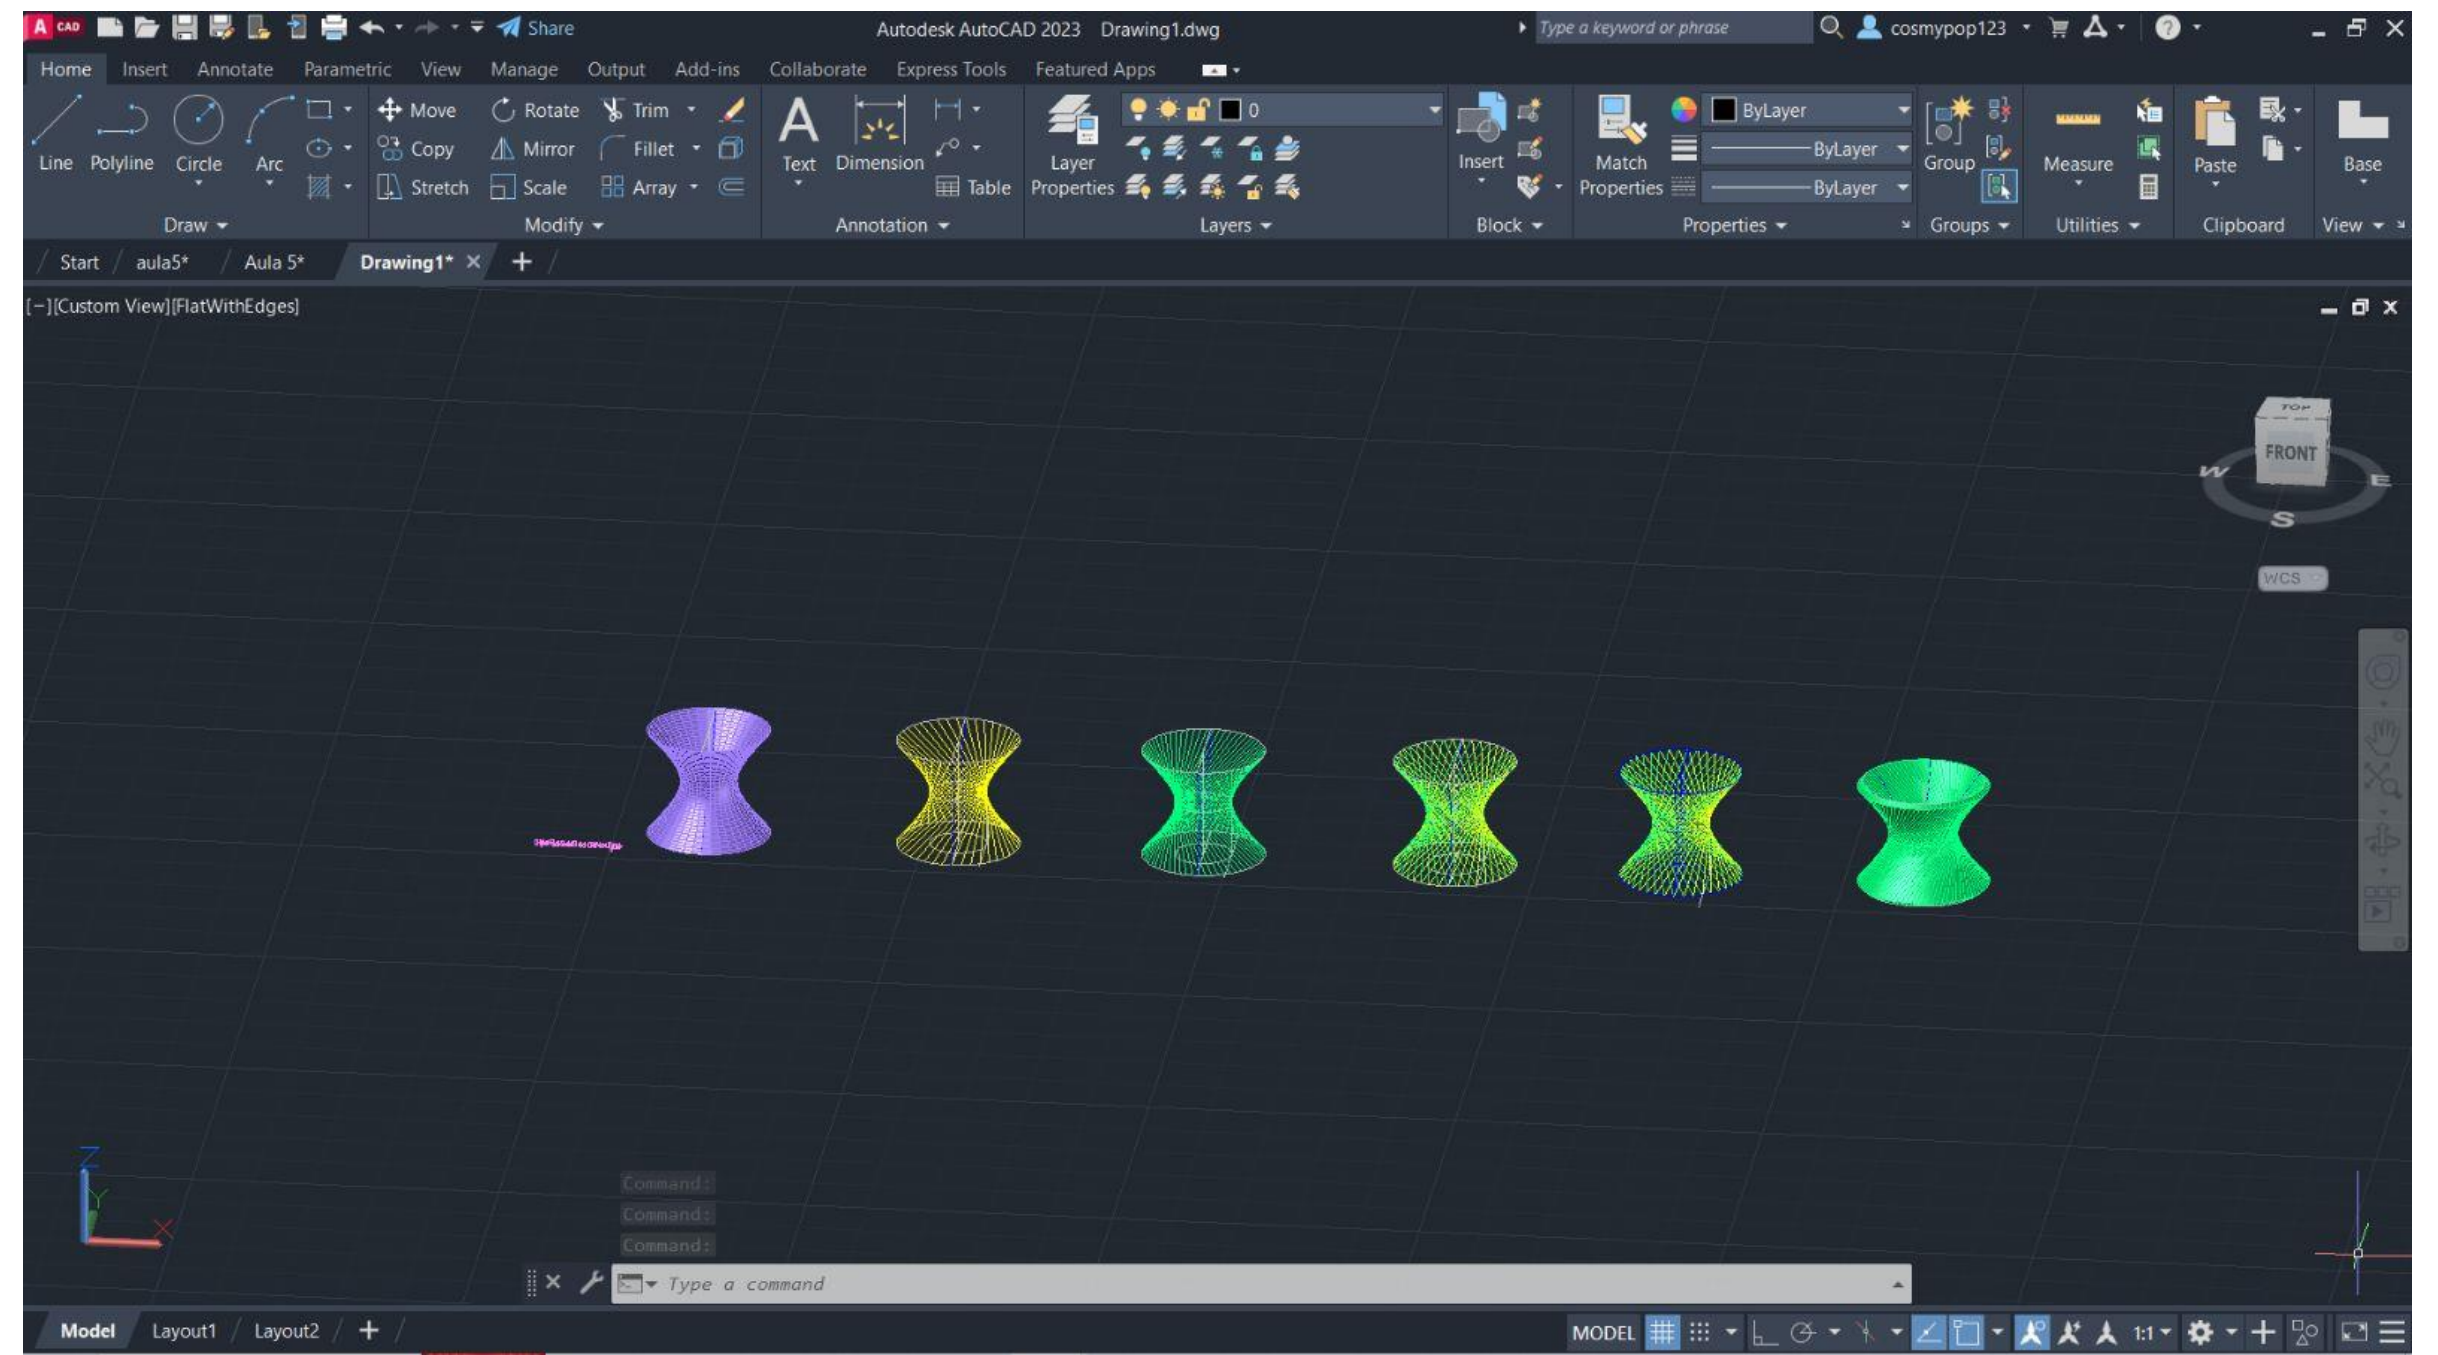 A CAD Share Autodesk AutoCAD 2023 Drawing1.dwg Type a keyword or phrase cosmypop123 ?
Home Insert Annotate Parametric View Manage Output Add-ins Collaborate Express Tools Featured Apps
Line Polyline Circle Arc
Move Rotate Trim
Copy Mirror Fillet
Stretch Scale Array
A Text Dimension Table
Layer Properties
0
Insert
Match Properties
ByLayer
ByLayer
ByLayer
Group
Measure
Paste
Base
Draw Modify Annotation Layers Block Properties Groups Utilities Clipboard View
Start aula5* Aula 5* Drawing1*
[−][Custom View][FlatWithEdges]
TOP
FRONT
W E
S
WCS
Z
Y
X
Command:
Command:
Command:
Type a command
Model Layout1 Layout2 MODEL 1:1